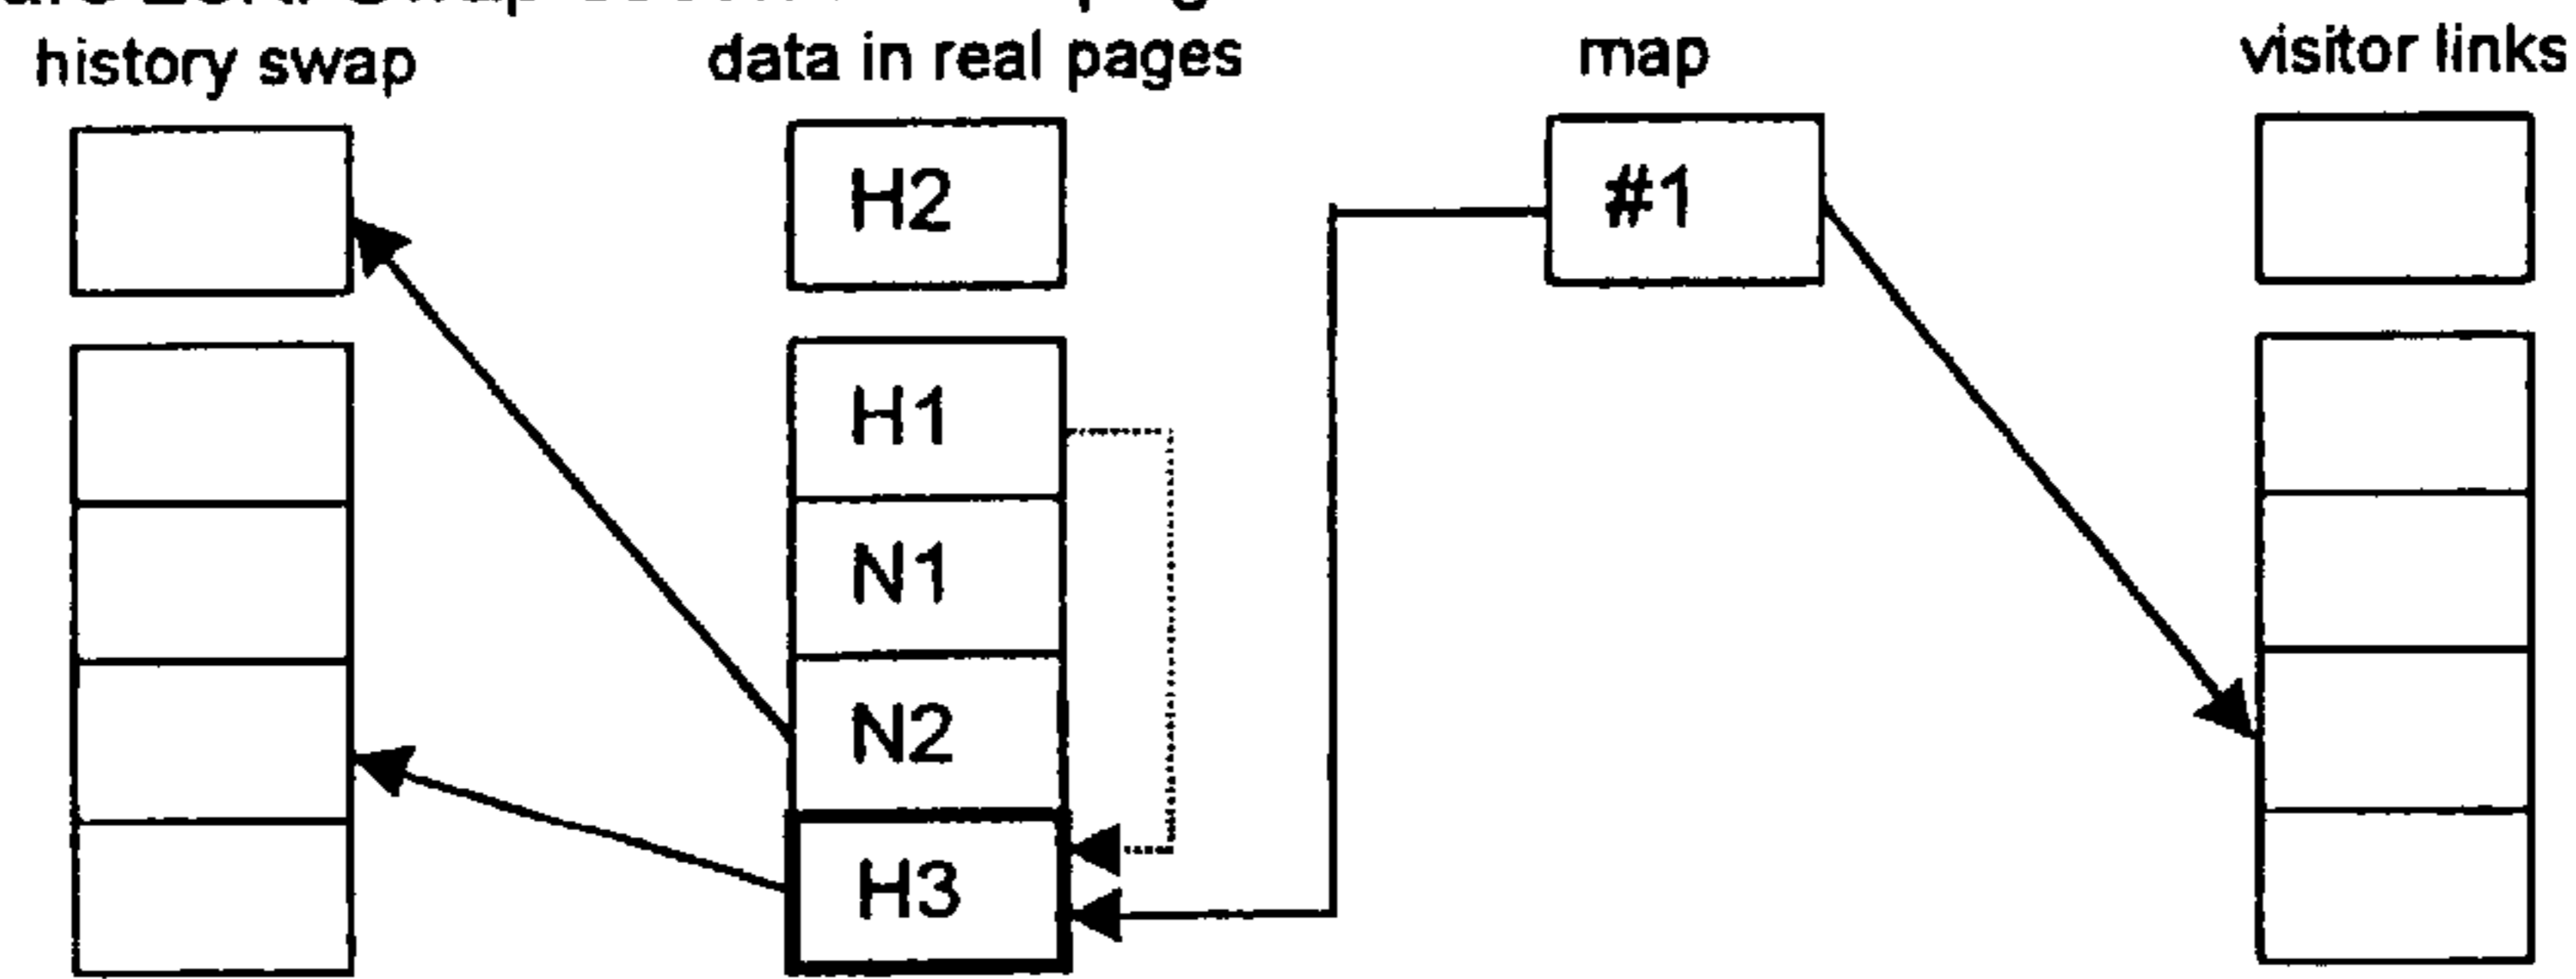 history swap
data in real pages
map
visitor links
H2
#1
H1
N1
N2
H3